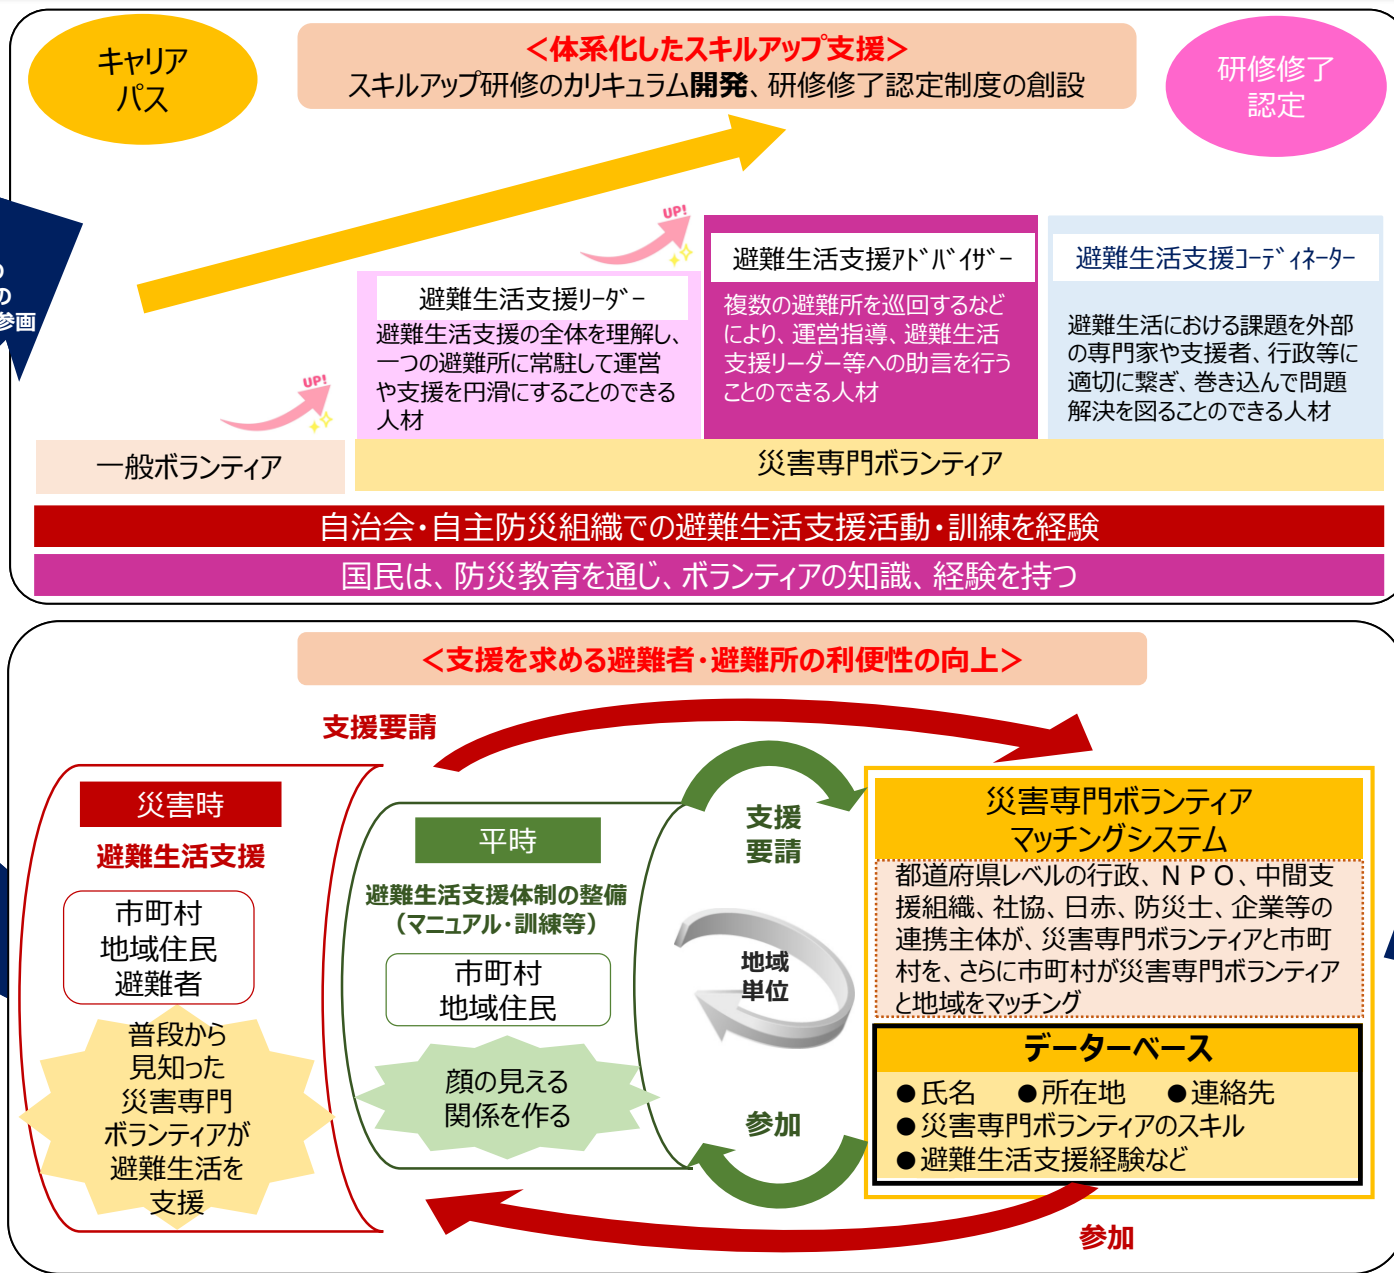 キャリア
パス
<体系化したスキルアップ支援>
スキルアップ研修のカリキュラム開発、研修修了認定制度の創設
研修修了
認定
の
の
参画
UP!
UP!
避難生活支援ﾘｰﾀﾞｰ
避難生活支援の全体を理解し、
一つの避難所に常駐して運営
や支援を円滑にすることのできる
人材
避難生活支援ｱﾄﾞﾊﾞｲｻﾞｰ
複数の避難所を巡回するなど
により、運営指導、避難生活
支援リーダー等への助言を行う
ことのできる人材
避難生活支援ｺｰﾃﾞｨﾈｰﾀｰ
避難生活における課題を外部
の専門家や支援者、行政等に
適切に繋ぎ、巻き込んで問題
解決を図ることのできる人材
一般ボランティア
災害専門ボランティア
自治会・自主防災組織での避難生活支援活動・訓練を経験
国民は、防災教育を通じ、ボランティアの知識、経験を持つ
<支援を求める避難者・避難所の利便性の向上>
支援要請
災害時
避難生活支援
市町村
地域住民
避難者
普段から
見知った
災害専門
ボランティアが
避難生活を
支援
平時
避難生活支援体制の整備
（マニュアル・訓練等）
市町村
地域住民
顔の見える
関係を作る
支援
要請
地域
単位
参加
災害専門ボランティア
マッチングシステム
都道府県レベルの行政、ＮＰＯ、中間支
援組織、社協、日赤、防災士、企業等の
連携主体が、災害専門ボランティアと市町
村を、さらに市町村が災害専門ボランティア
と地域をマッチング
データーベース
●氏名 ●所在地 ●連絡先
●災害専門ボランティアのスキル
●避難生活支援経験など
参加